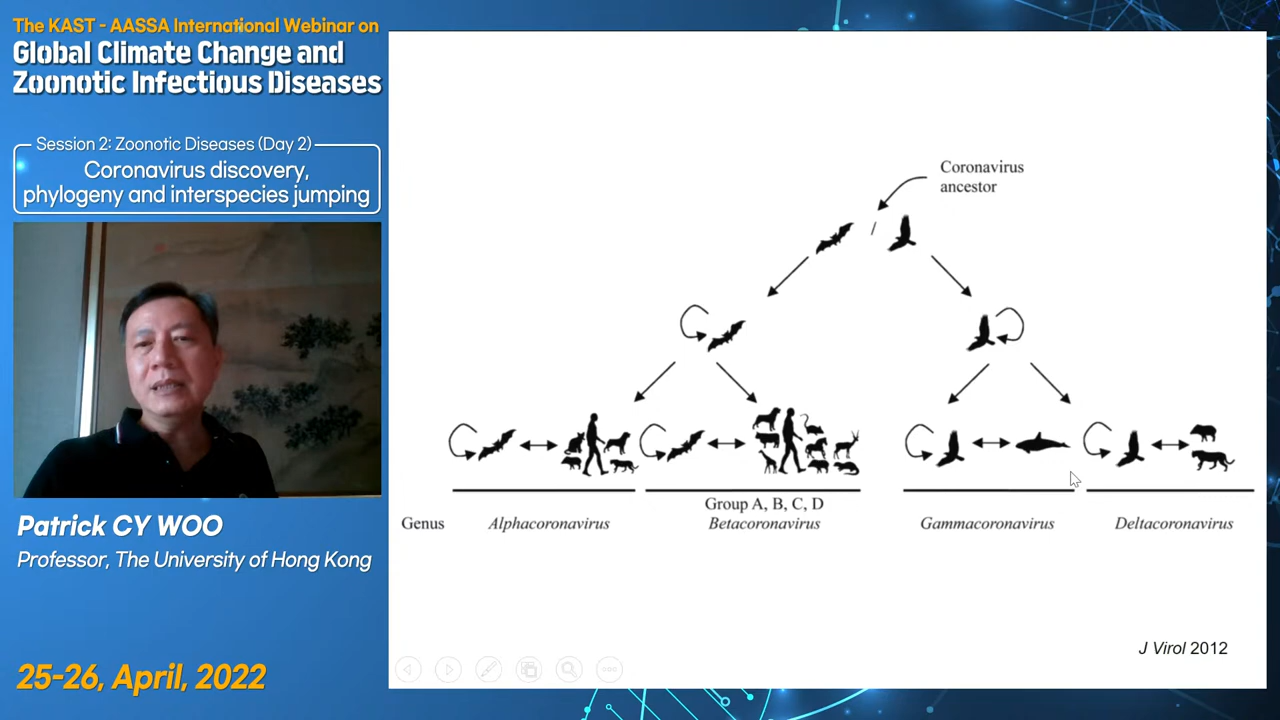 The KAST - AASSA International Webinar on
Global Climate Change and
Zoonotic Infectious Diseases
Session 2: Zoonotic Diseases (Day 2)
Coronavirus discovery,
phylogeny and interspecies jumping
Patrick CY WOO
Professor, The University of Hong Kong
25-26, April, 2022
Coronavirus
ancestor
Group A, B, C, D
Genus Alphacoronavirus Betacoronavirus Gammacoronavirus Deltacoronavirus
J Virol 2012